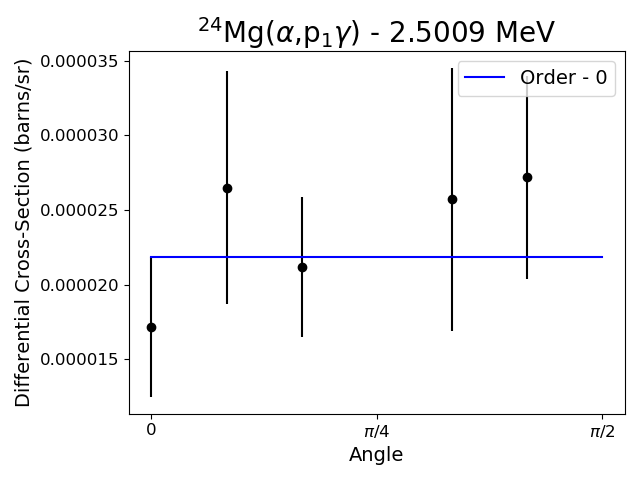 ²⁴Mg(α,p₁γ) - 2.5009 MeV
Differential Cross-Section (barns/sr)
0.000035
0.000030
0.000025
0.000020
0.000015
Order - 0
0 π/4 π/2
Angle